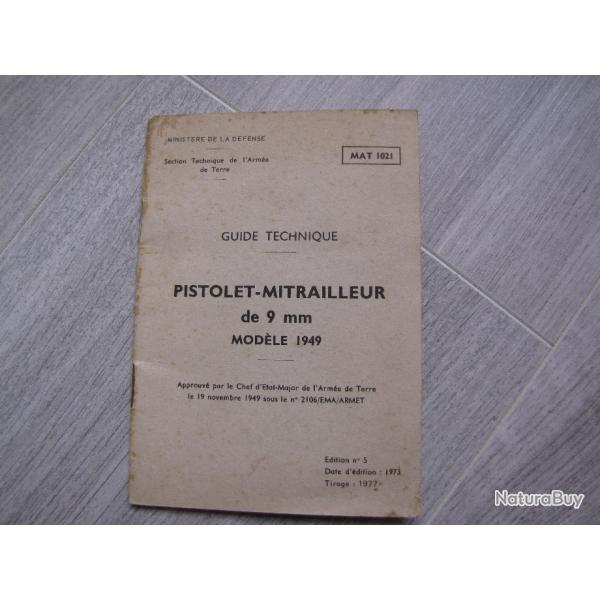 MINISTERE DE LA DEFENSE
Section Technique de l'Armée
de Terre
MAT 1021
GUIDE TECHNIQUE
PISTOLET-MITRAILLEUR
de 9 mm
MODÈLE 1949
Approuvé par le Chef d'Etat-Major de l'Armée de Terre
le 19 novembre 1949 sous le n° 2106/EMA/ARMET
Edition n° 5
Date d'édition : 1973
Tirage : 1977
NaturaBuy